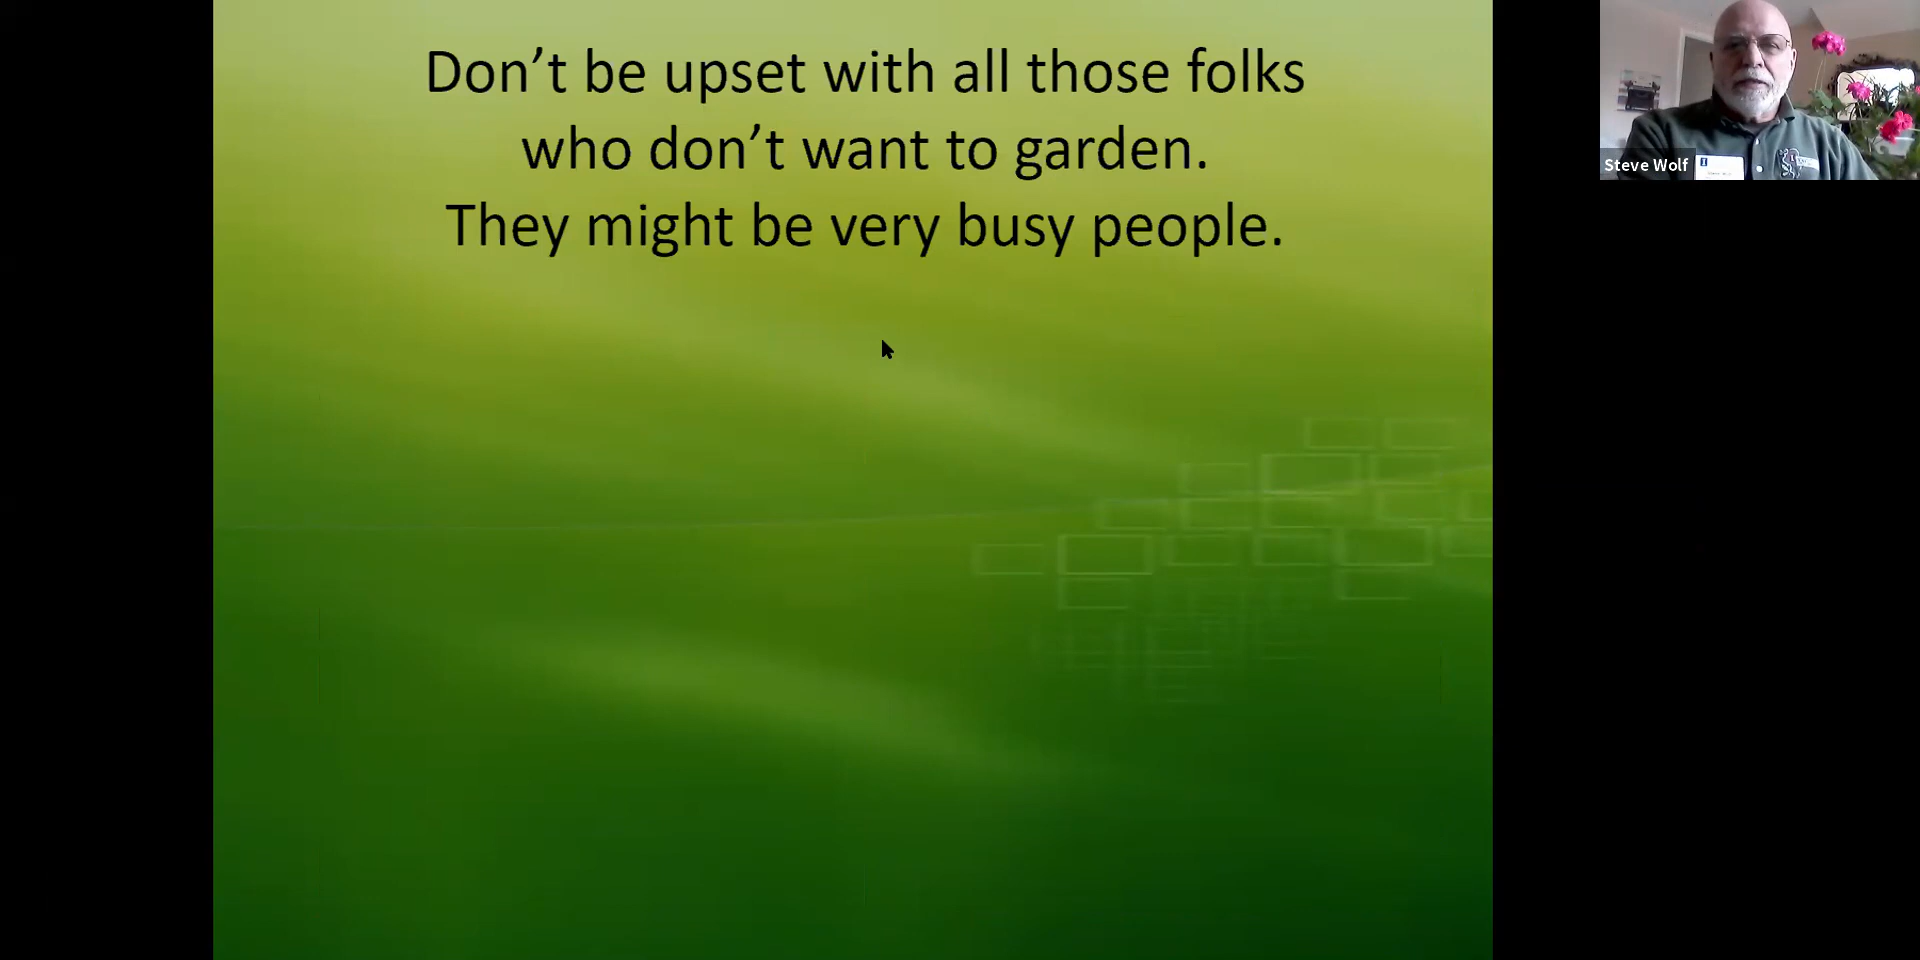 Don’t be upset with all those folks
who don’t want to garden.
They might be very busy people.
Steve Wolf